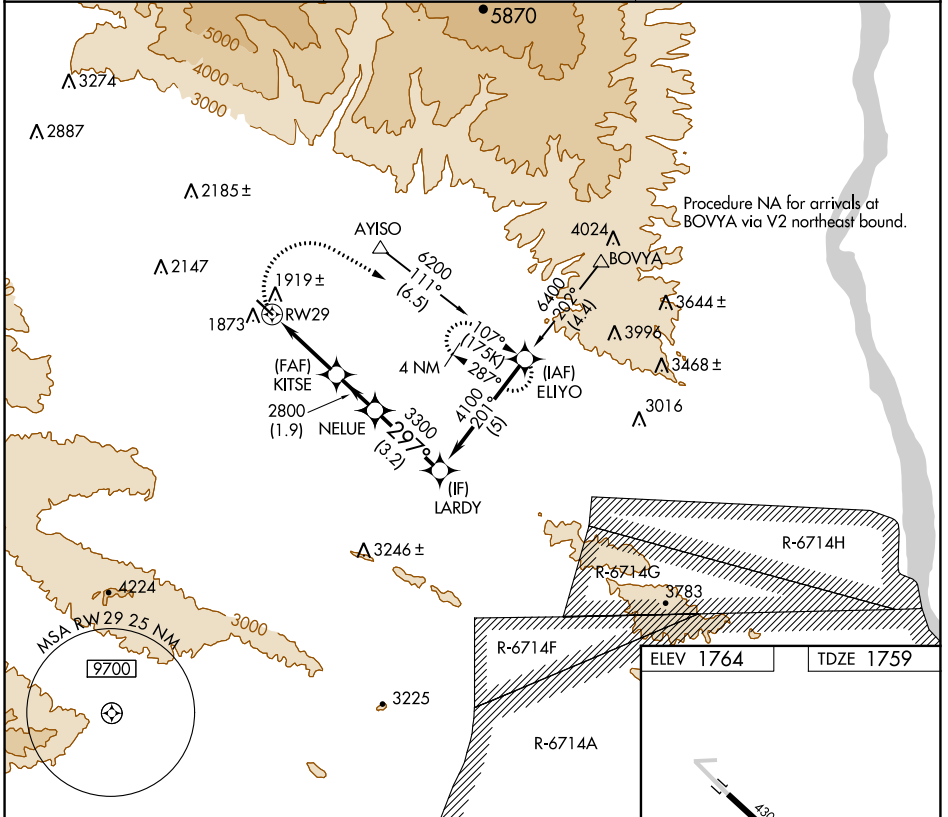 5870
5000
4000
3000
3274
2887
2185 ±
Procedure NA for arrivals at
BOVYA via V2 northeast bound.
4024
AYISO
BOVYA
6200
111°
(6.5)
6400
202°
(4.4)
2147
1919 ±
1873
RW29
3644 ±
3996
107°
(175K)
287°
4 NM
3468 ±
(IAF)
ELIYO
(FAF)
KITSE
2800
(1.9)
NELUE
3300
297°
(3.2)
4100
201°
(5)
3016
(IF)
LARDY
R-6714H
3246 ±
R-6714G
3783
4224
3000
R-6714F
MSA RW 29 25 NM
9700
ELEV 1764
TDZE 1759
3225
R-6714A